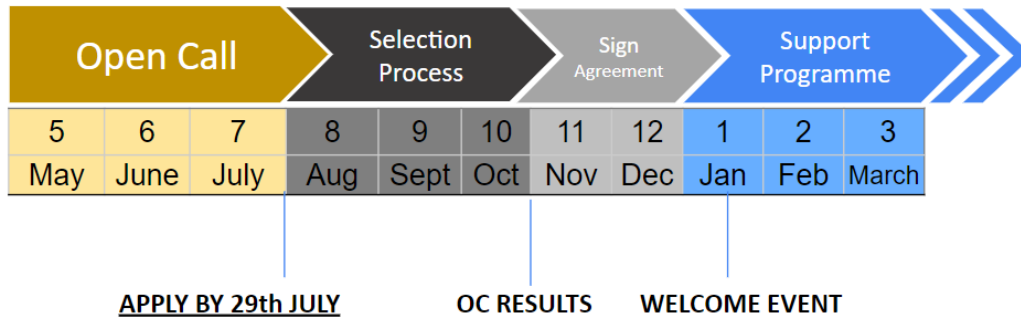 Open Call
Selection
Process
Sign
Agreement
Support
Programme
5 6 7 8 9 10 11 12 1 2 3
May June July Aug Sept Oct Nov Dec Jan Feb March
APPLY BY 29th JULY OC RESULTS WELCOME EVENT